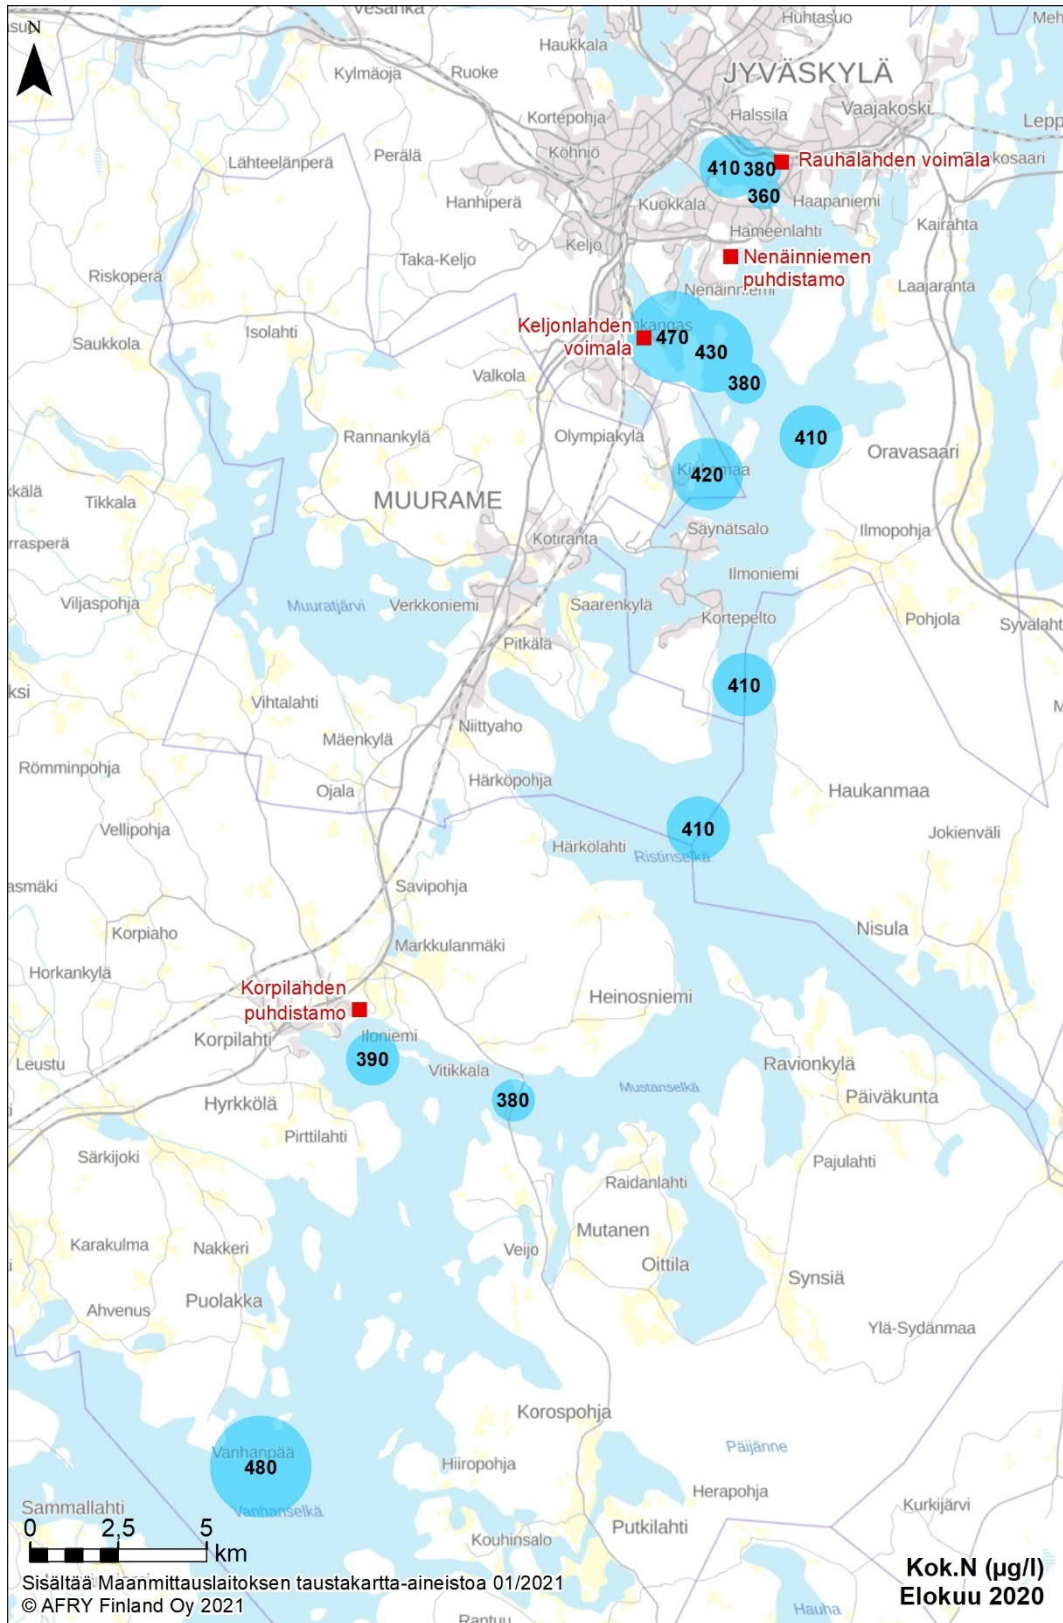 N
Vesanka
Huhtasuo
Haukkala
Kylmäoja
Ruoke
JYVÄSKYLÄ
Halssila
Vaajakoski
Kortepohja
Köhniö
Lähteelänperä
Perälä
410
380
Rauhalahden voimala
360
Hanhiperä
Kuokkala
Haapaniemi
Kairahta
Hämeenlahti
Keljo
Taka-Keljo
Nenäinniemen
puhdistamo
Riskoperä
Laajaranta
Nenäinniemi
Isolahti
Saukkola
Keljonlahden
voimala
470
430
Valkola
380
Rannankylä
Olympiakylä
410
Oravasaari
420
Tikkala
MUURAME
Säynätsalo
Kotiranta
Ilmopohja
Ilmoniemi
Viljaspohja
Muuratjärvi
Verkkoniemi
Saarenkylä
Kortepelto
Pohjola
Pitkälä
410
Vihtalahti
Niittyaho
Mäenkylä
Römminpohja
Ojala
Härköpohja
Haukanmaa
Vellipohja
410
Jokienväli
Härkölahti
Ristinselkä
Savipohja
Korpiaho
Nisula
Markkulanmäki
Horkankylä
Korpilahden
puhdistamo
Heinosniemi
Korpilahti
Iloniemi
390
Leustu
Vitikkala
Ravionkylä
Mustanselkä
Hyrkkölä
380
Päiväkunta
Pirttilahti
Särkijoki
Pajulahti
Raidanlahti
Karakulma
Nakkeri
Veijo
Mutanen
Oittila
Synsiä
Puolakka
Ahvenus
Ylä-Sydänmaa
Korospohja
Vanhanpää
480
Hiiropohja
Päijänne
Herapohja
Sammallahti
Vanhanselkä
Kurkijärvi
0 2,5 5
km
Kouhinsalo
Putkilahti
Sisältää Maanmittauslaitoksen taustakartta-aineistoa 01/2021
© AFRY Finland Oy 2021
Kok.N (µg/l)
Elokuu 2020
Rantuu
Hauha